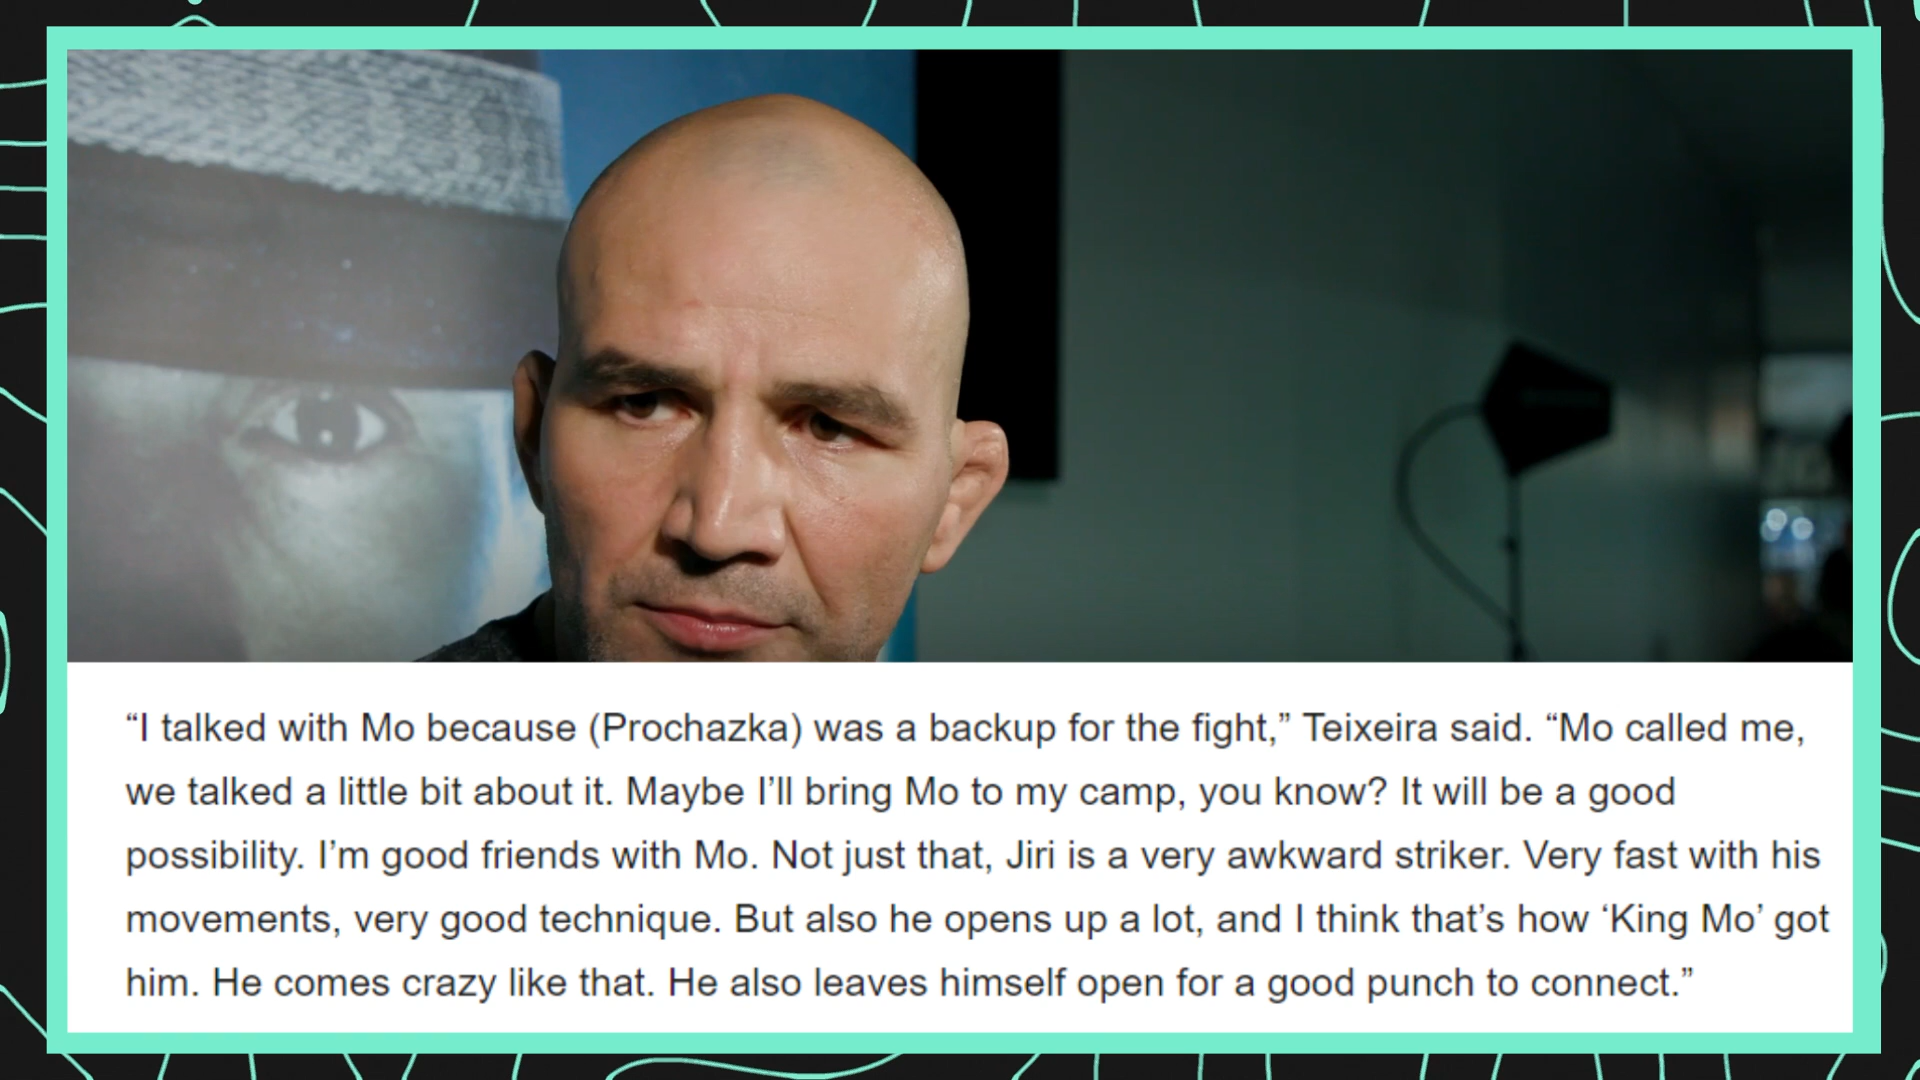 “I talked with Mo because (Prochazka) was a backup for the fight,” Teixeira said. “Mo called me,
we talked a little bit about it. Maybe I’ll bring Mo to my camp, you know? It will be a good
possibility. I’m good friends with Mo. Not just that, Jiri is a very awkward striker. Very fast with his
movements, very good technique. But also he opens up a lot, and I think that’s how ‘King Mo’ got
him. He comes crazy like that. He also leaves himself open for a good punch to connect.”